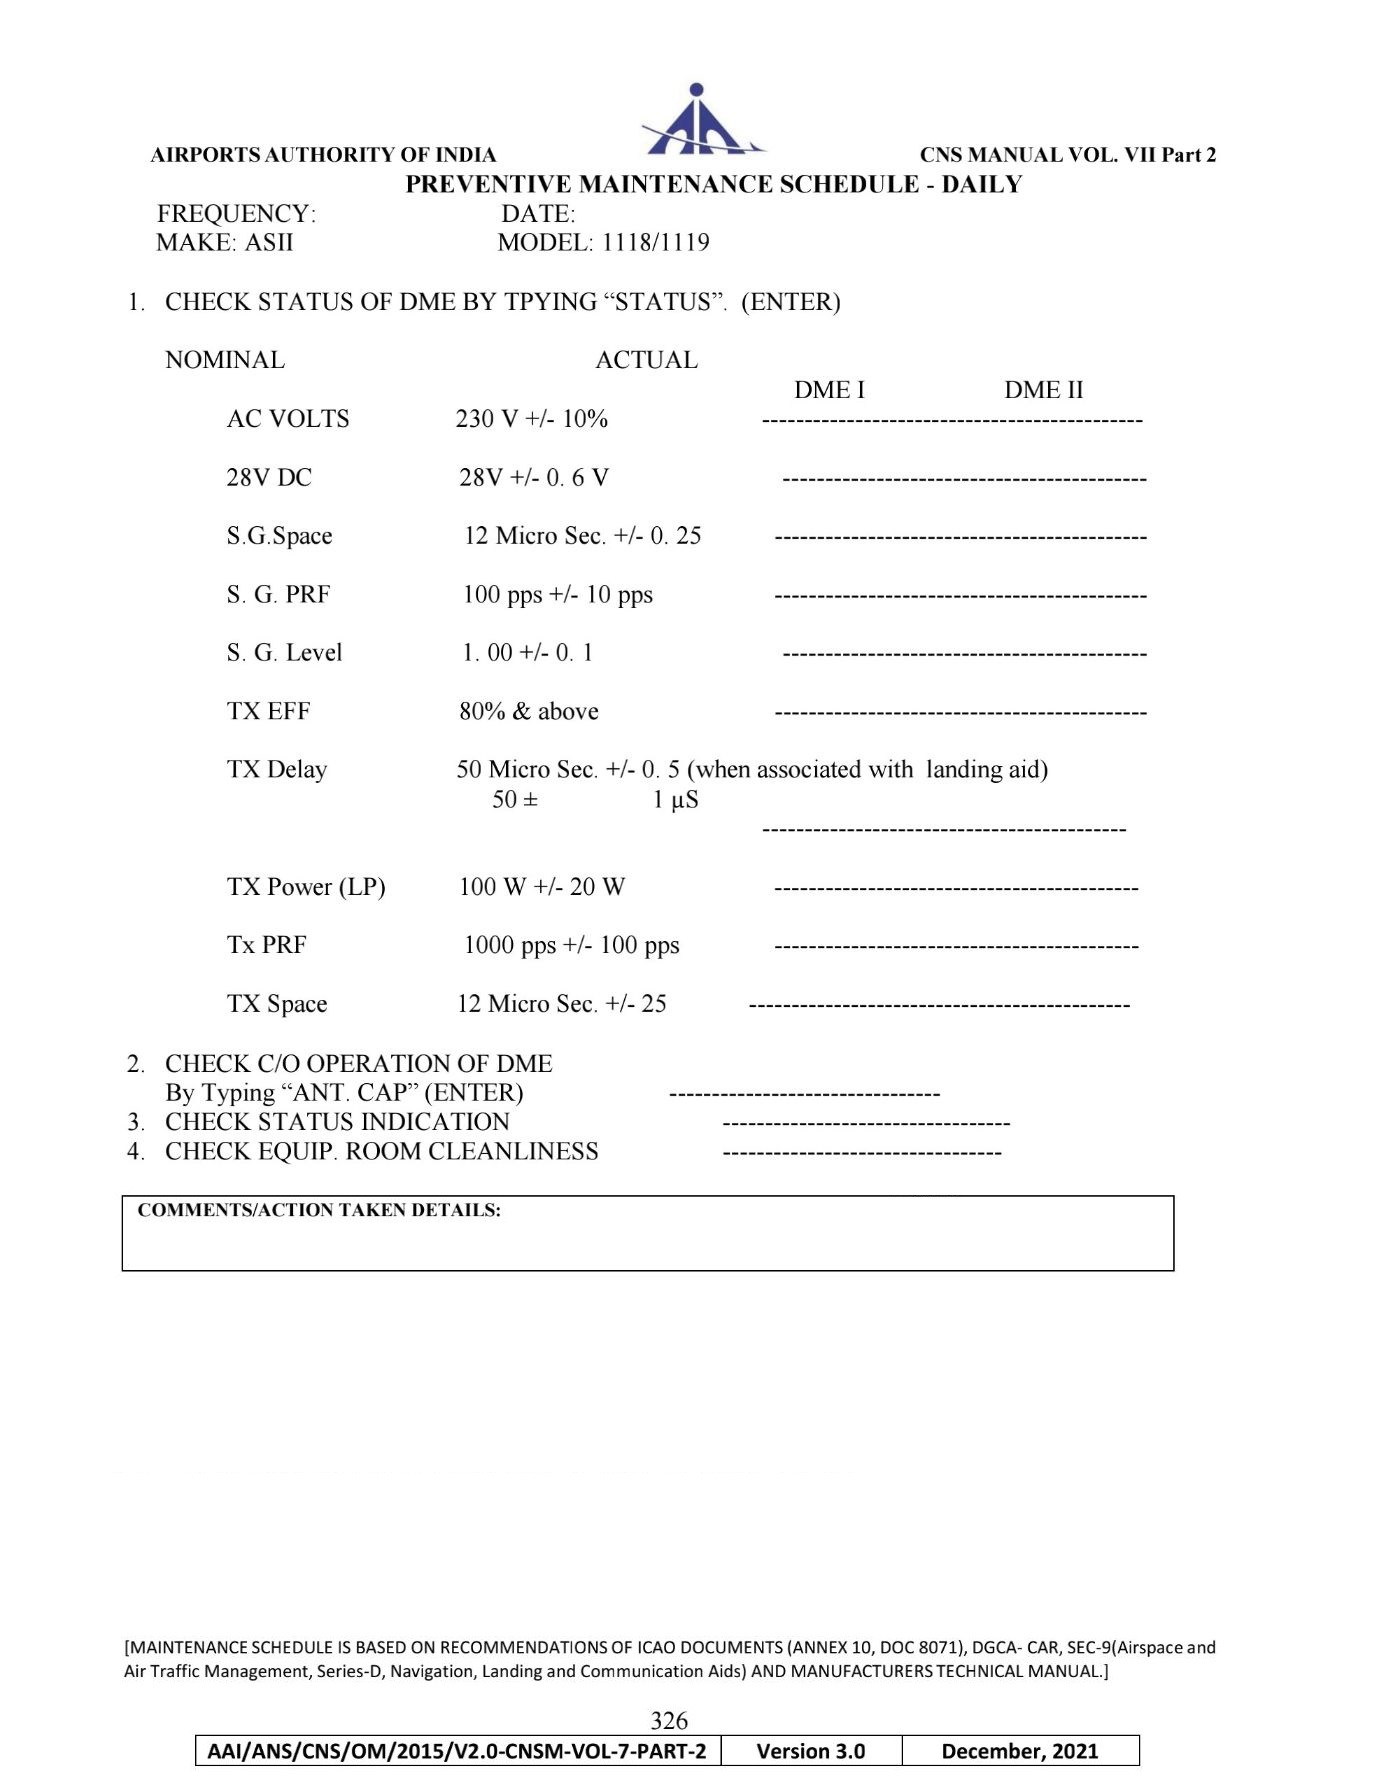 AIRPORTS AUTHORITY OF INDIA CNS MANUAL VOL. VII Part 2
PREVENTIVE MAINTENANCE SCHEDULE - DAILY
FREQUENCY: DATE:
MAKE: ASII MODEL: 1118/1119
1. CHECK STATUS OF DME BY TPYING “STATUS”. (ENTER)
NOMINAL ACTUAL
DME I DME II
AC VOLTS 230 V +/- 10% ---------------------------------------------
28V DC 28V +/- 0. 6 V -------------------------------------------
S.G.Space 12 Micro Sec. +/- 0. 25 --------------------------------------------
S. G. PRF 100 pps +/- 10 pps --------------------------------------------
S. G. Level 1. 00 +/- 0. 1 -------------------------------------------
TX EFF 80% & above --------------------------------------------
TX Delay 50 Micro Sec. +/- 0. 5 (when associated with landing aid)
50 ± 1 µS
-------------------------------------------
TX Power (LP) 100 W +/- 20 W -------------------------------------------
Tx PRF 1000 pps +/- 100 pps -------------------------------------------
TX Space 12 Micro Sec. +/- 25 ---------------------------------------------
2. CHECK C/O OPERATION OF DME
By Typing “ANT. CAP” (ENTER) --------------------------------
3. CHECK STATUS INDICATION ----------------------------------
4. CHECK EQUIP. ROOM CLEANLINESS ---------------------------------
COMMENTS/ACTION TAKEN DETAILS:
[MAINTENANCE SCHEDULE IS BASED ON RECOMMENDATIONS OF ICAO DOCUMENTS (ANNEX 10, DOC 8071), DGCA- CAR, SEC-9(Airspace and
Air Traffic Management, Series-D, Navigation, Landing and Communication Aids) AND MANUFACTURERS TECHNICAL MANUAL.]
326
AAI/ANS/CNS/OM/2015/V2.0-CNSM-VOL-7-PART-2 Version 3.0 December, 2021